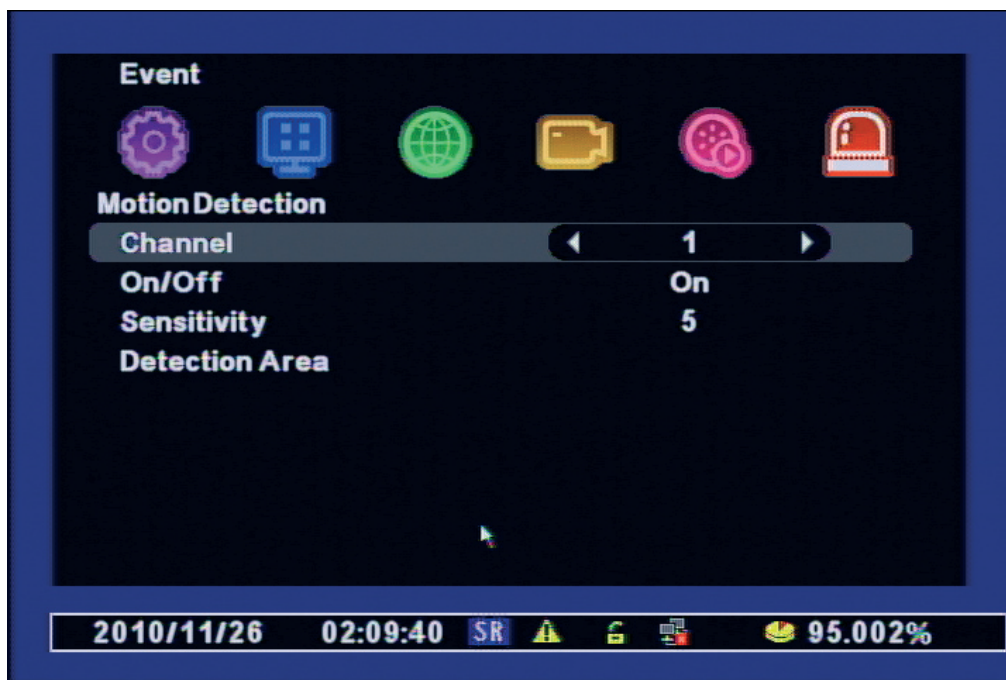 Event
Motion Detection
Channel 1
On/Off On
Sensitivity 5
Detection Area
2010/11/26 02:09:40 SR 95.002%